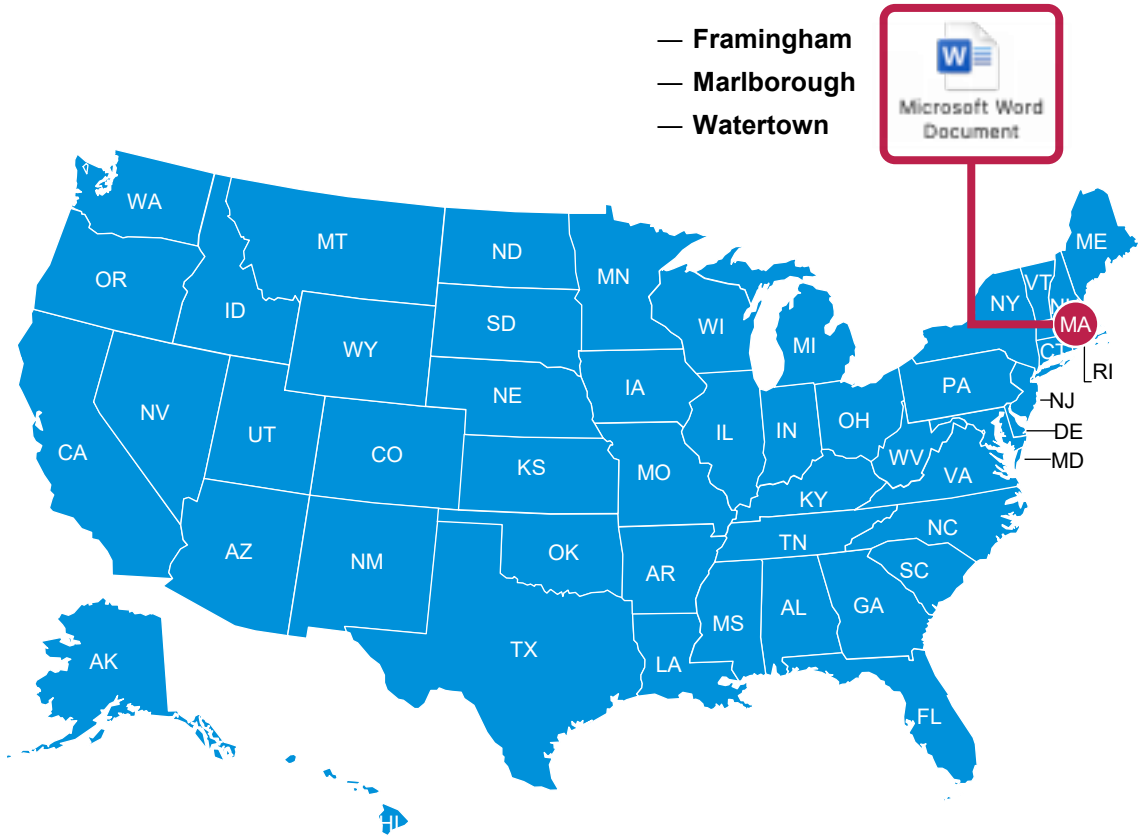 — Framingham
— Marlborough
— Watertown
W
Microsoft Word
Document
WA
MT
ND
MN
ME
OR
ID
SD
WI
MI
NY
VT
MA
WY
CT
RI
NV
UT
CO
NE
IA
IL
IN
OH
PA
NJ
CA
KS
MO
WV
VA
DE
MD
KY
AZ
NM
OK
AR
TN
NC
SC
MS
AL
GA
AK
TX
LA
FL
HI